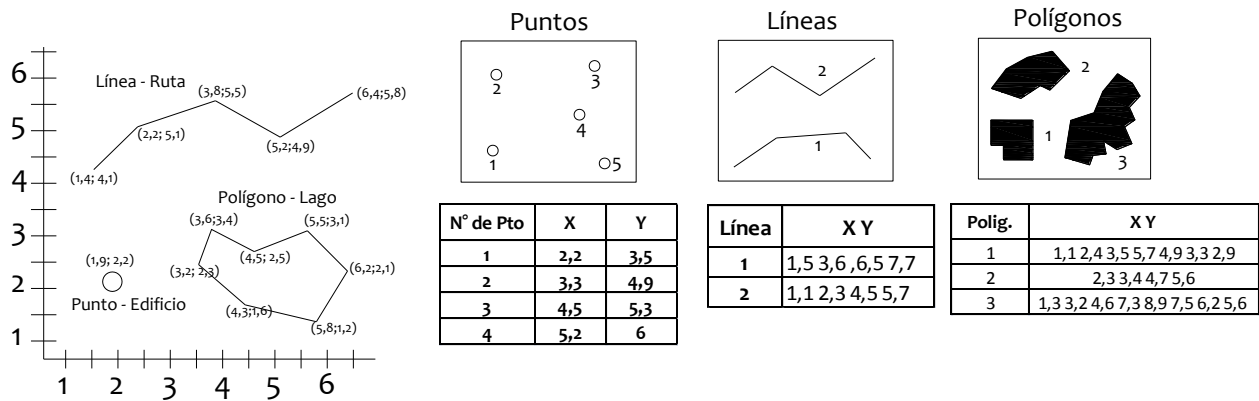 Puntos
Líneas
Polígonos
6
5
4
3
2
1
1 2 3 4 5 6
Línea - Ruta
(1,4; 4,1)
(2,2; 5,1)
(3,8;5,5)
(5,2;4,9)
(6,4;5,8)
Polígono - Lago
(3,6;3,4)
(4,5; 2,5)
(5,5;3,1)
(6,2;2,1)
(5,8;1,2)
(4,3;1,6)
(3,2; 2,3)
(1,9; 2,2)
Punto - Edificio
2
3
4
1
5
2
1
2
1
3
N° de Pto X Y
1 2,2 3,5
2 3,3 4,9
3 4,5 5,3
4 5,2 6
Línea X Y
1 1,5 3,6 ,6,5 7,7
2 1,1 2,3 4,5 5,7
Polig. X Y
1 1,1 2,4 3,5 5,7 4,9 3,3 2,9
2 2,3 3,4 4,7 5,6
3 1,3 3,2 4,6 7,3 8,9 7,5 6,2 5,6